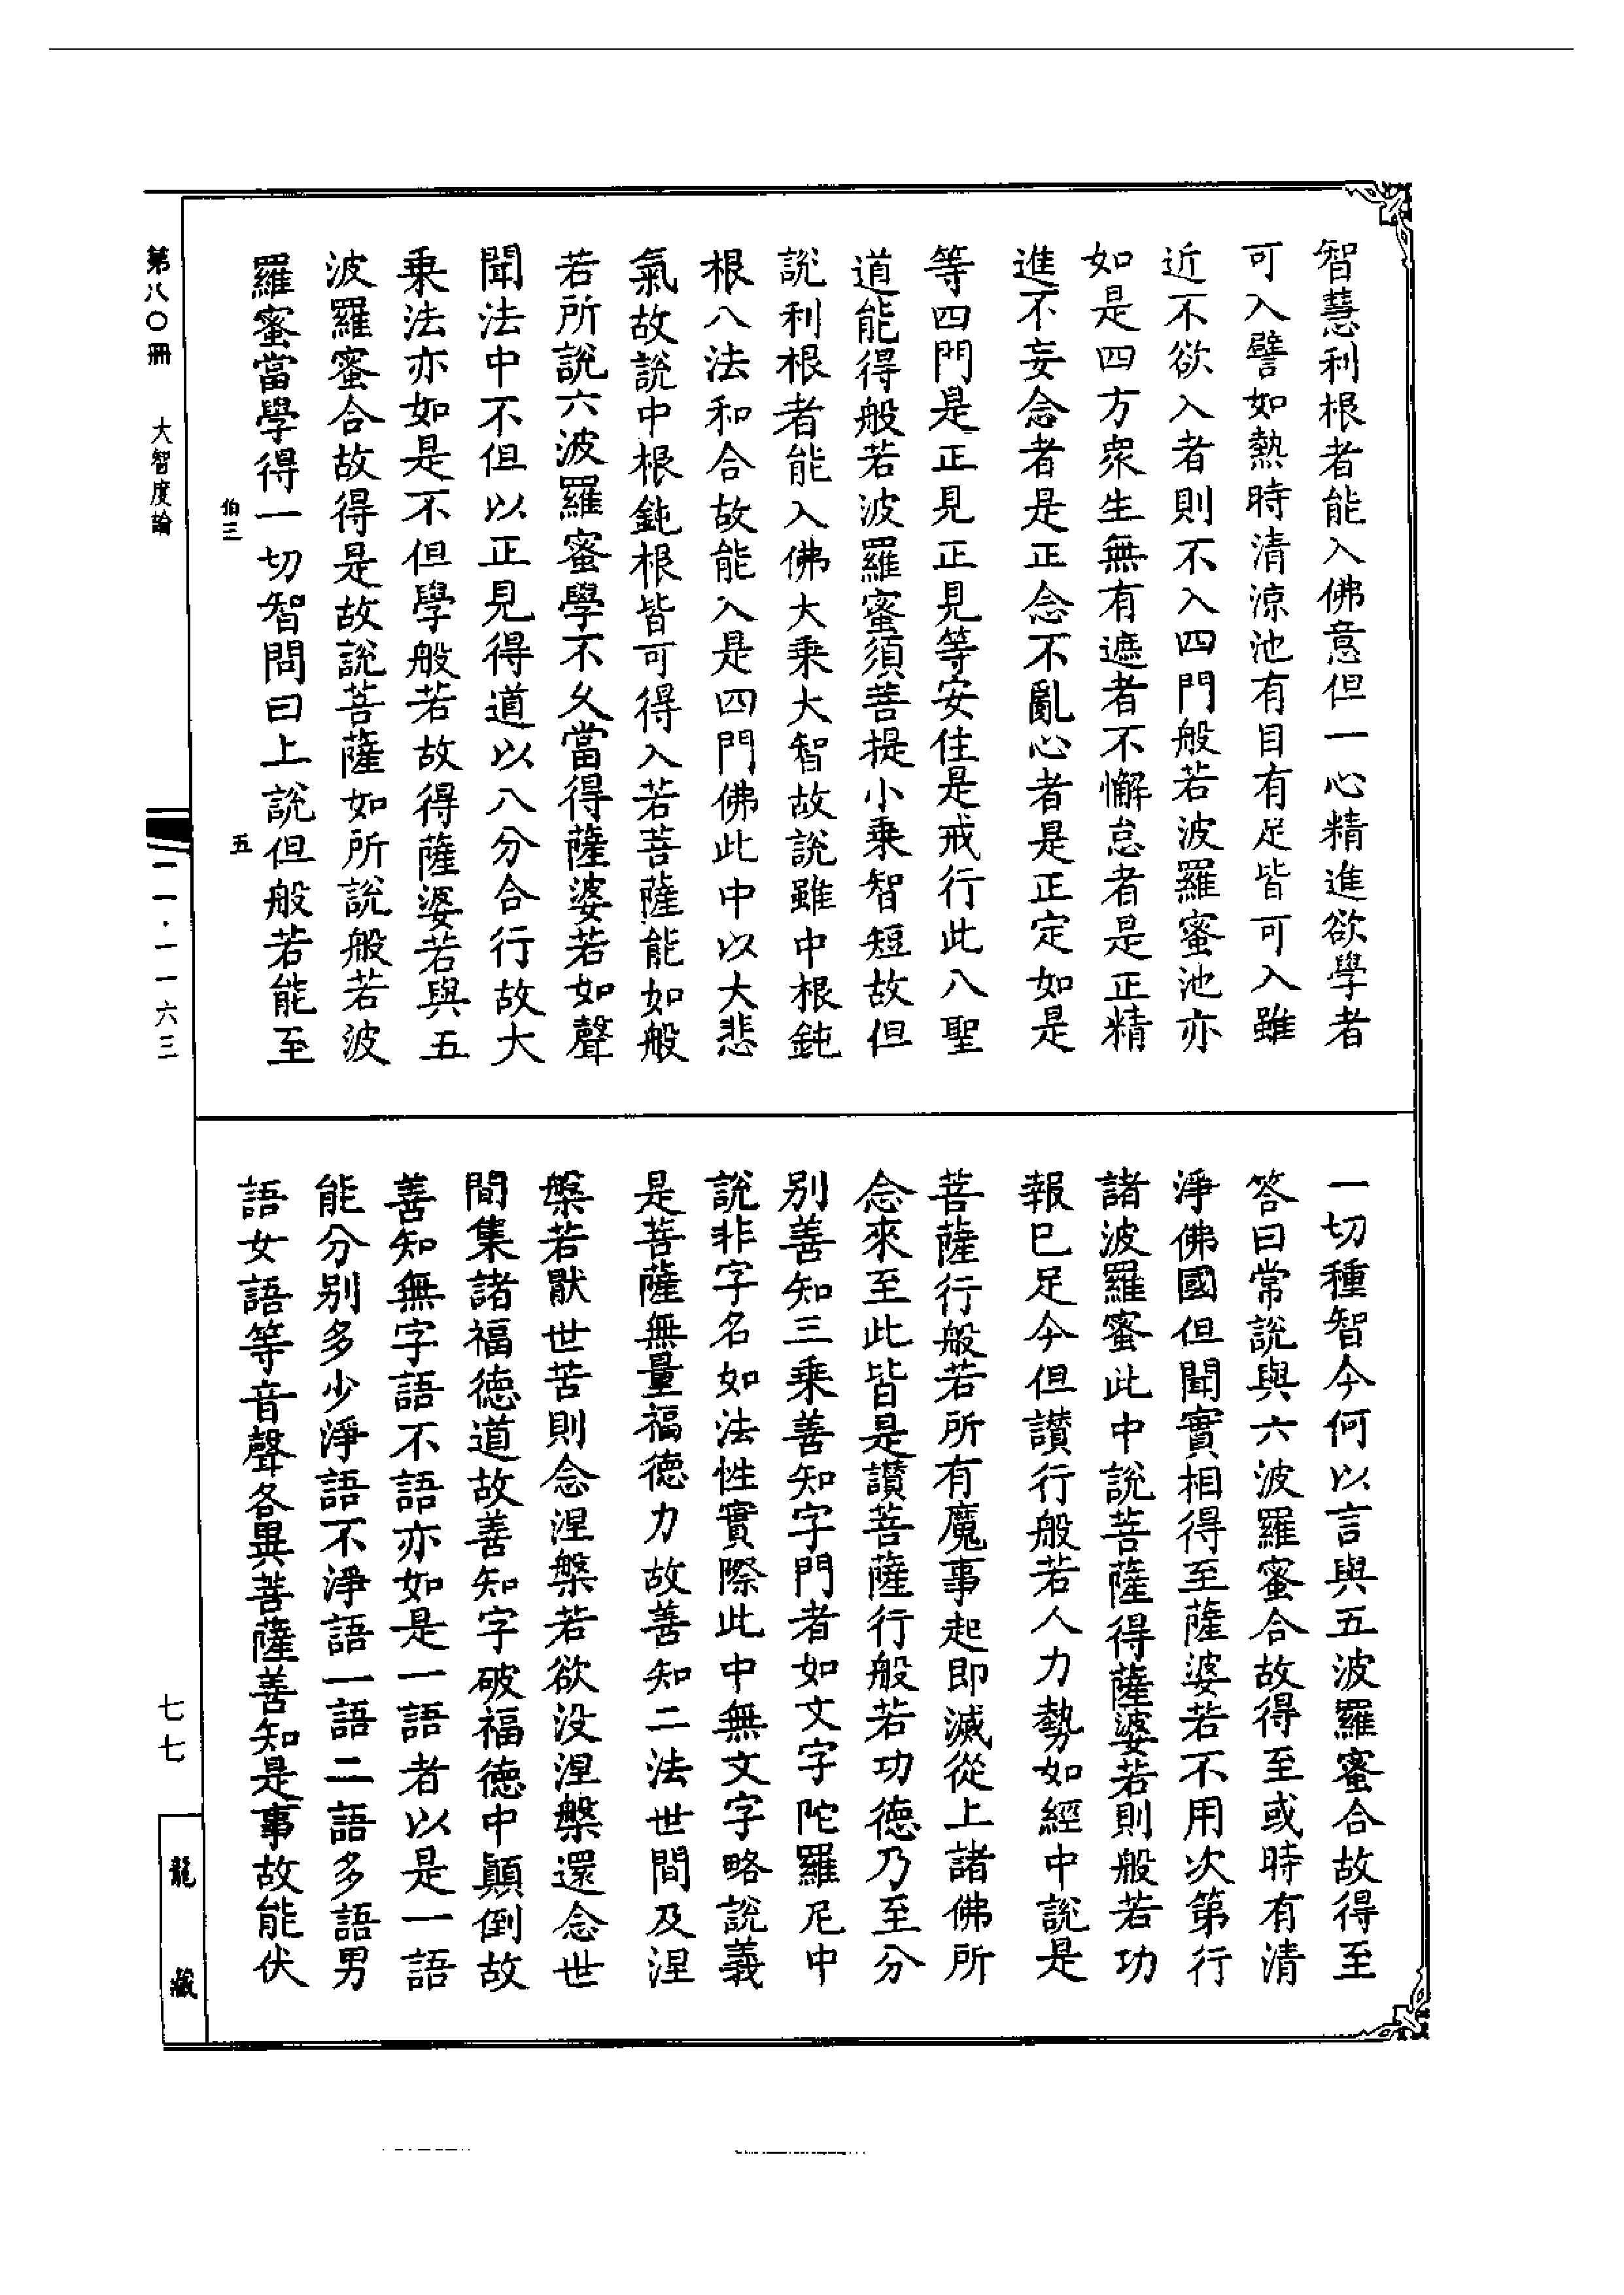 智慧利根者能入佛意但一心精進欲學者
可入譬如熱時清涼池有目有足皆可入雖
近不欲入者則不入四門般若波羅蜜池亦
如是四方衆生無有遮者不懈怠者是正精
進不妄念者是正念不亂心者是正定如是
等四門是正見正見等安住是戒行此八聖
道能得般若波羅蜜須菩提小乗智短故但
說利根者能入佛大乗大智故說雖中根鈍
根八法和合故能入是四門佛此中以大悲
氣故說中根鈍根皆可得入若菩薩能如般
若所說六波羅蜜學不久當得薩婆若如聲
聞法中不但以正見得道以八分合行故大
乗法亦如是不但學般若故得薩婆若與五
波羅蜜合故得是故說菩薩如所說般若波
羅蜜當學得一切智問曰上說但般若能至
伯三
五
一切種智今何以言與五波羅蜜合故得至
答曰常說與六波羅蜜合故得至或時有清
淨佛國但聞實相得至薩婆若不用次第行
諸波羅蜜此中說菩薩得薩婆若則般若功
報已足今但讃行般若人力勢如經中說是
菩薩行般若所有魔事起即滅從上諸佛所
念來至此皆是讃菩薩行般若功德乃至分
别善知三乗善知字門者如文字陀羅尼中
說非字名如法性實際此中無文字略說義
是菩薩無量福德力故善知二法世間及涅
槃若厭世苦則念涅槃若欲没涅槃還念世
間集諸福德道故善知字破福德中顛倒故
善知無字語不語亦如是一語者以是一語
能分别多少淨語不淨語一語二語多語男
語女語等音聲各異菩薩善知是事故能伏
第八〇冊
大智度論
一一·一一六三
七七
龍藏